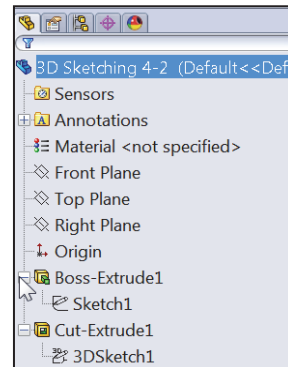 3D Sketching 4-2 (Default<<Def
Sensors
A Annotations
Material <not specified>
Front Plane
Top Plane
Right Plane
Origin
Boss-Extrude1
Sketch1
Cut-Extrude1
3D 3DSketch1